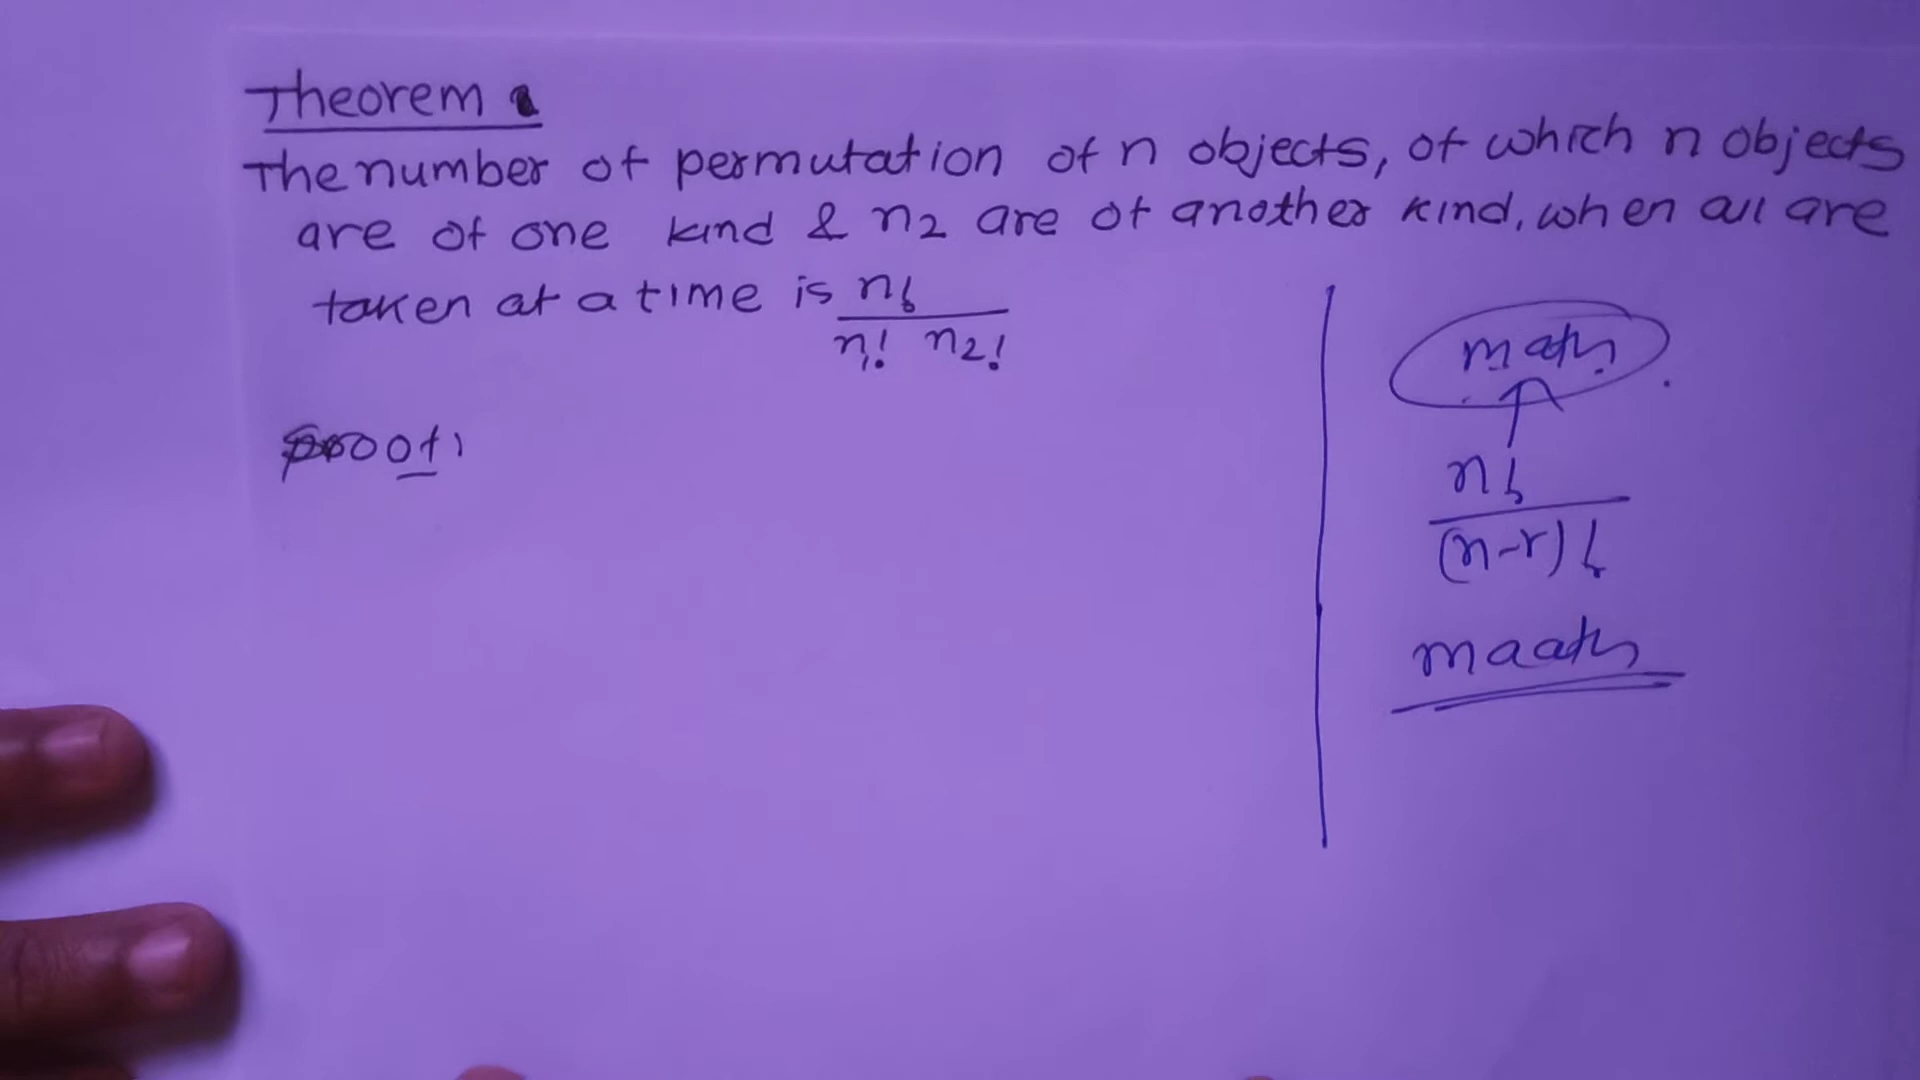 Theorem
The number of permutation of n objects, of which n objects
are of one kind & n2 are of another kind, when all are
taken at a time is n!
n1! n2!
proof:
math
n!
(n-r)!
maath